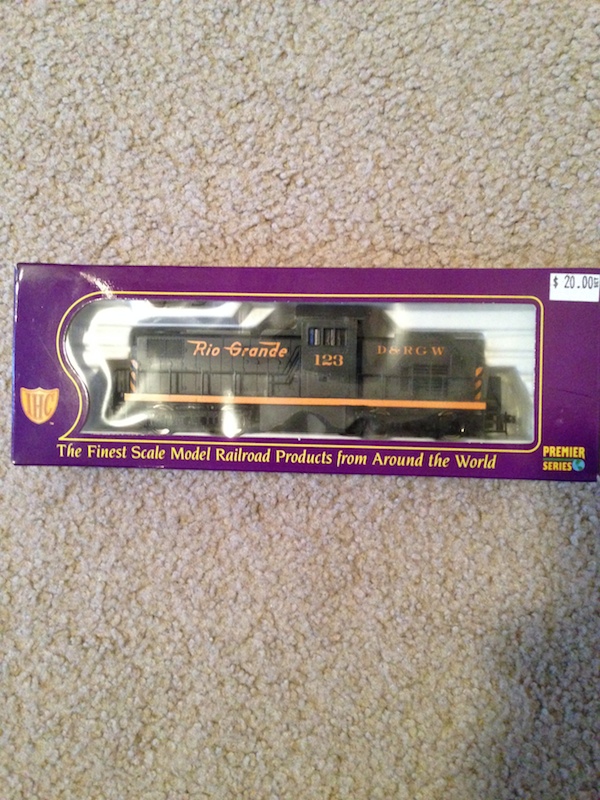 $ 20.00
Rio Grande
123
D&RGW
IHC
The Finest Scale Model Railroad Products from Around the World
PREMIER
SERIES